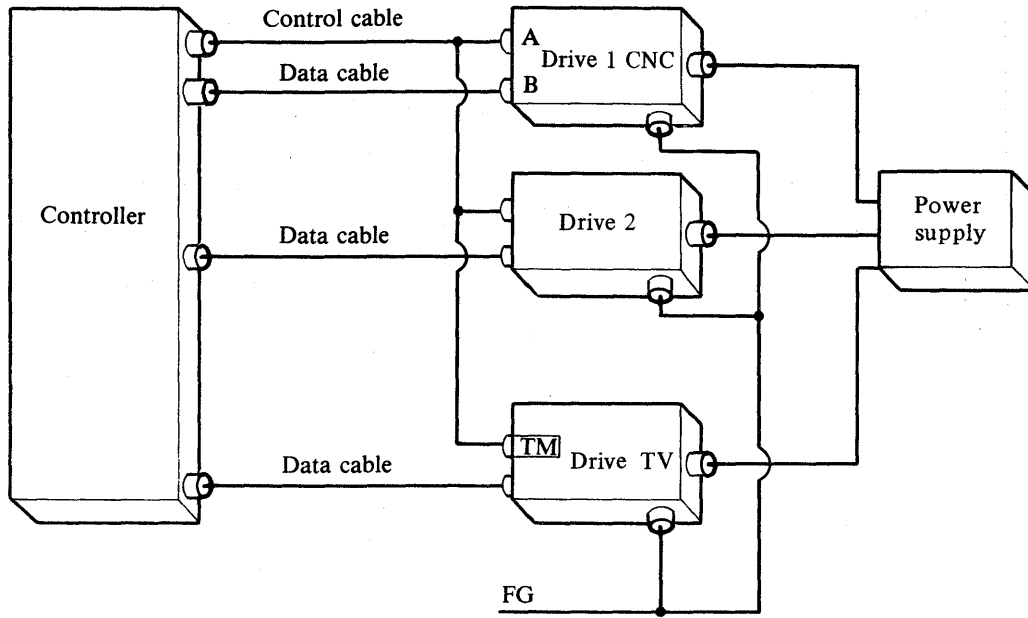 Control cable
A
Drive 1 CNC
Data cable
B
Controller
Drive 2
Data cable
Power
supply
TM
Drive TV
Data cable
FG